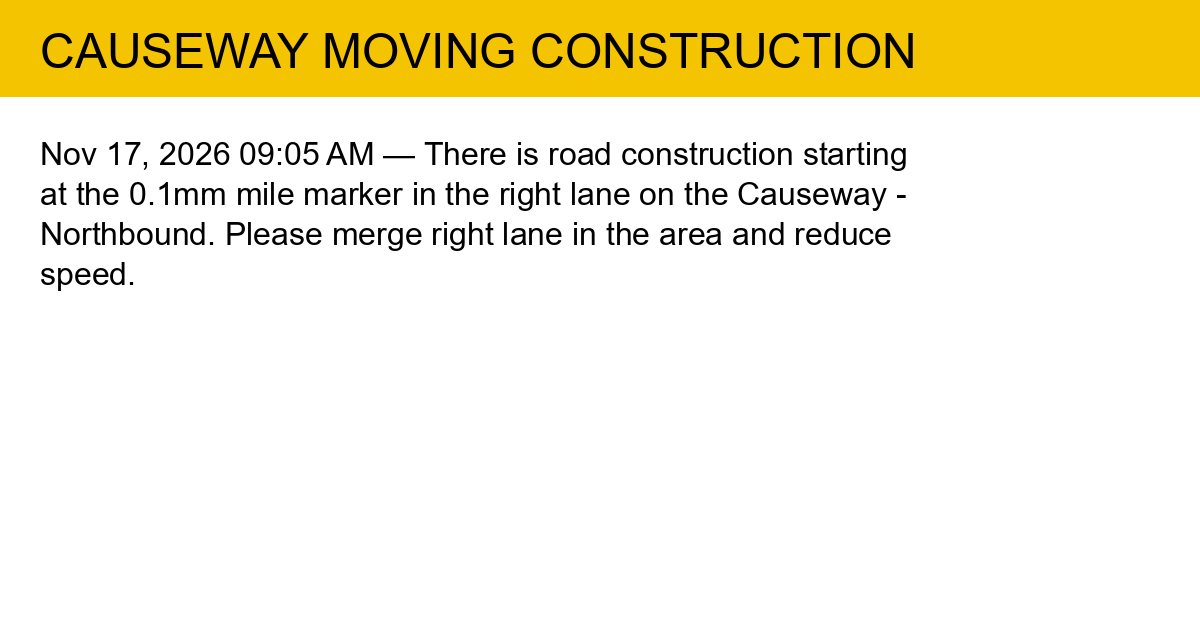 CAUSEWAY MOVING CONSTRUCTION
Nov 17, 2026 09:05 AM — There is road construction starting
at the 0.1mm mile marker in the right lane on the Causeway -
Northbound. Please merge right lane in the area and reduce
speed.